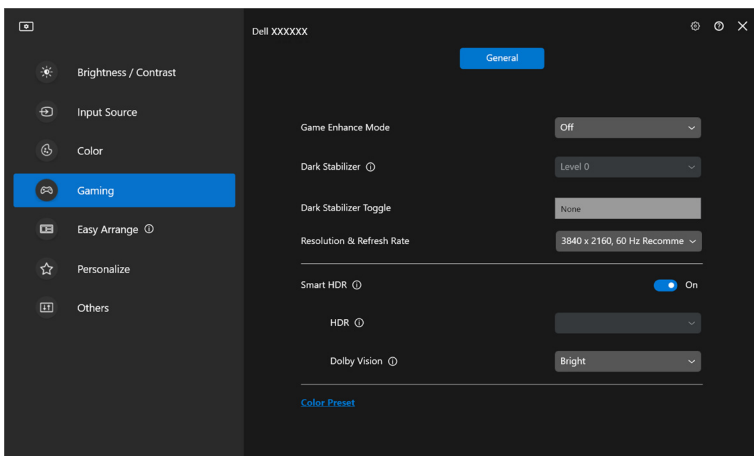 Dell XXXXXX
General
Brightness / Contrast
Input Source
Color
Gaming
Easy Arrange
Personalize
Others
Game Enhance Mode
Off
Dark Stabilizer
Level 0
Dark Stabilizer Toggle
None
Resolution & Refresh Rate
3840 x 2160, 60 Hz Recomme
Smart HDR
On
HDR
Dolby Vision
Bright
Color Preset